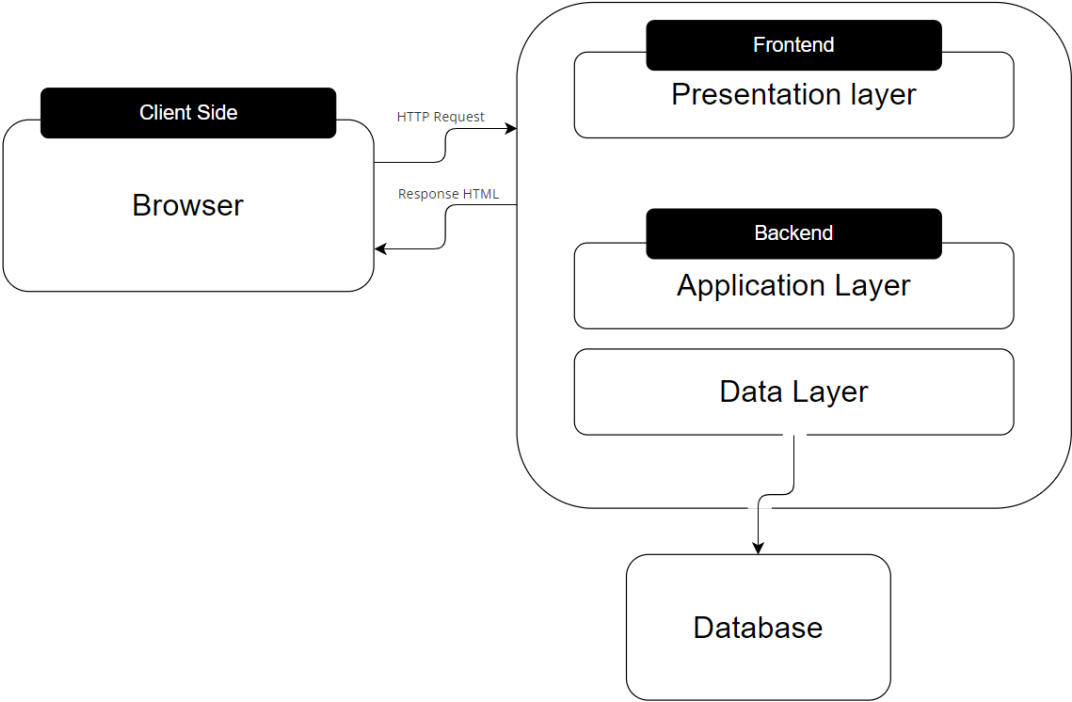 Client Side
Browser
HTTP Request
Response HTML
Frontend
Presentation layer
Backend
Application Layer
Data Layer
Database